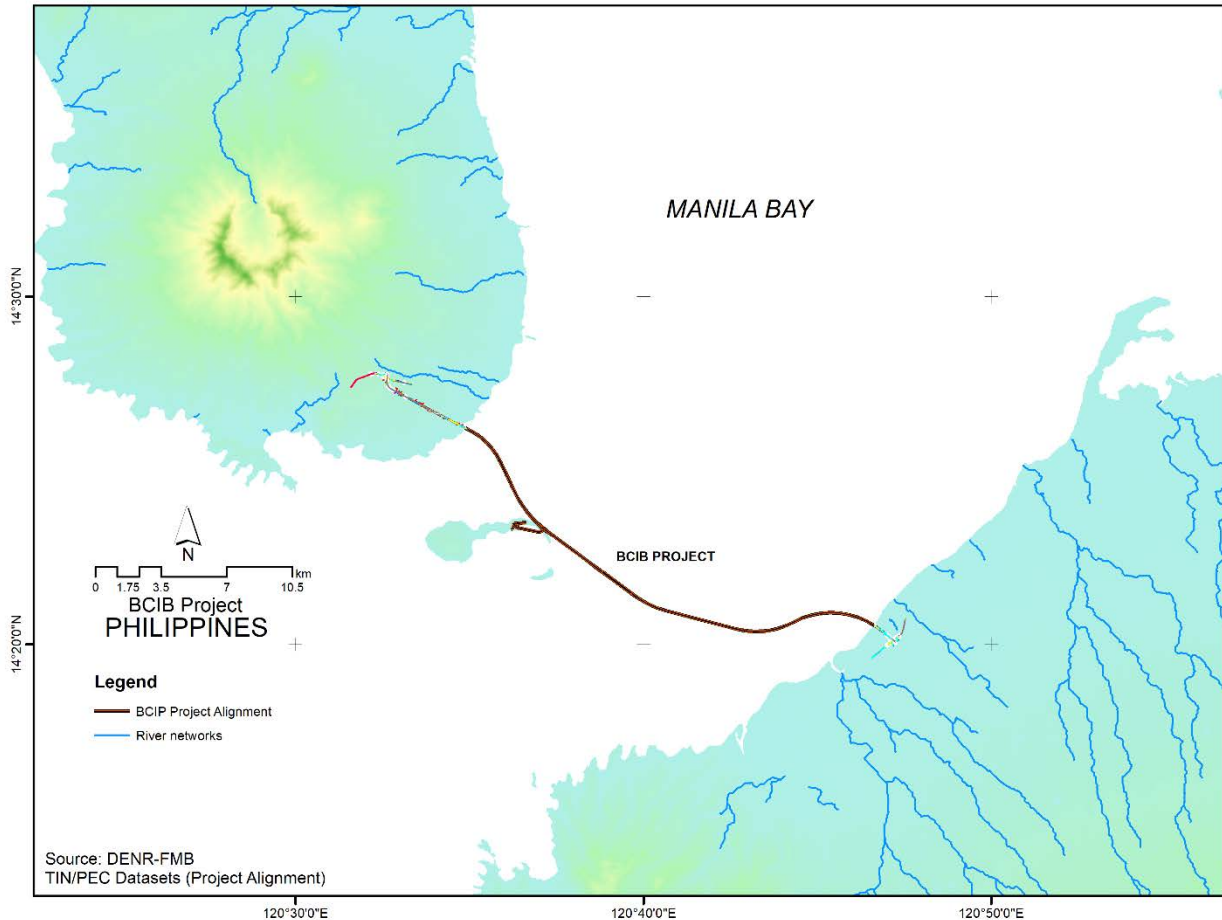 MANILA BAY
14°30'0"N
BCIB PROJECT
N
km
0 1.75 3.5 7 10.5
BCIB Project
PHILIPPINES
14°20'0"N
Legend
BCIP Project Alignment
River networks
Source: DENR-FMB
TIN/PEC Datasets (Project Alignment)
120°30'0"E 120°40'0"E 120°50'0"E